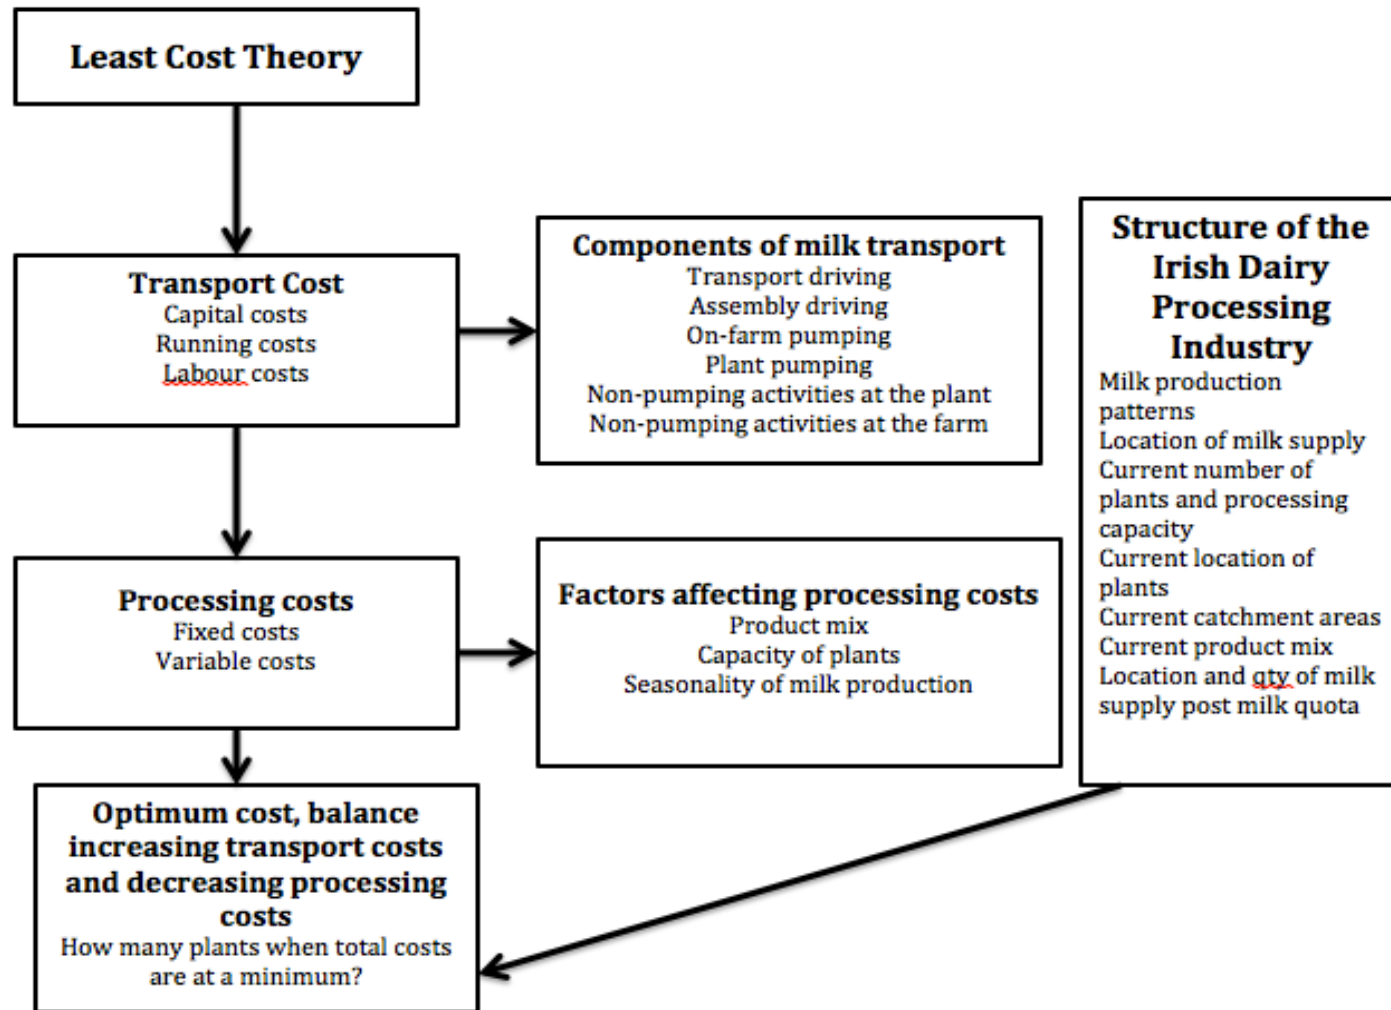 Least Cost Theory
Transport Cost
Capital costs
Running costs
Labour costs
Components of milk transport
Transport driving
Assembly driving
On-farm pumping
Plant pumping
Non-pumping activities at the plant
Non-pumping activities at the farm
Structure of the
Irish Dairy
Processing
Industry
Milk production
patterns
Location of milk supply
Current number of
plants and processing
capacity
Current location of
plants
Current catchment areas
Current product mix
Location and qty of milk
supply post milk quota
Processing costs
Fixed costs
Variable costs
Factors affecting processing costs
Product mix
Capacity of plants
Seasonality of milk production
Optimum cost, balance
increasing transport costs
and decreasing processing
costs
How many plants when total costs
are at a minimum?